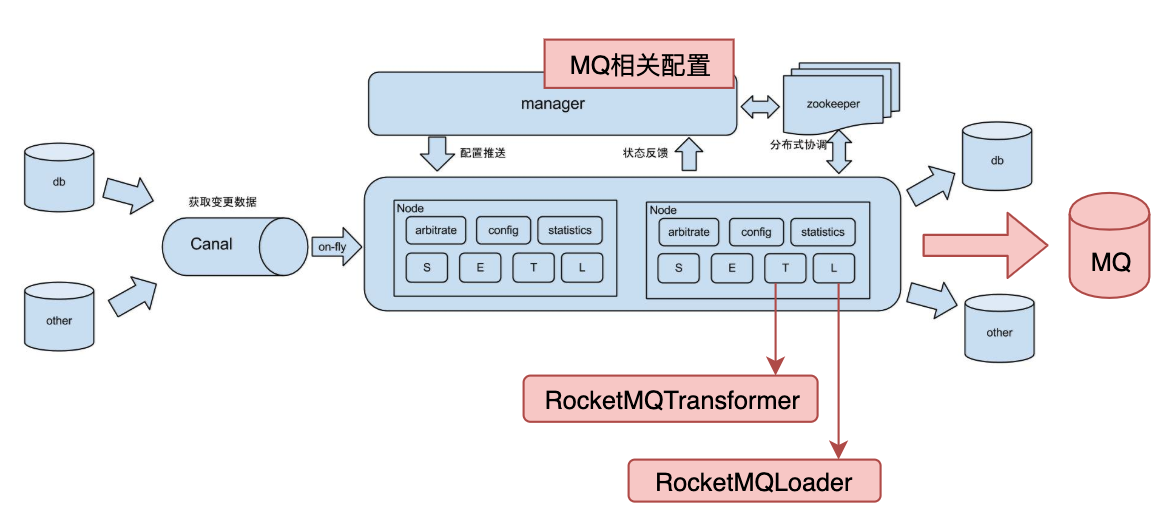 MQ相关配置
manager
zookeeper
配置推送
状态反馈
分布式协调
db
获取变更数据
Canal
on-fly
other
Node
arbitrate
config
statistics
S
E
T
L
Node
arbitrate
config
statistics
S
E
T
L
db
MQ
other
RocketMQTransformer
RocketMQLoader